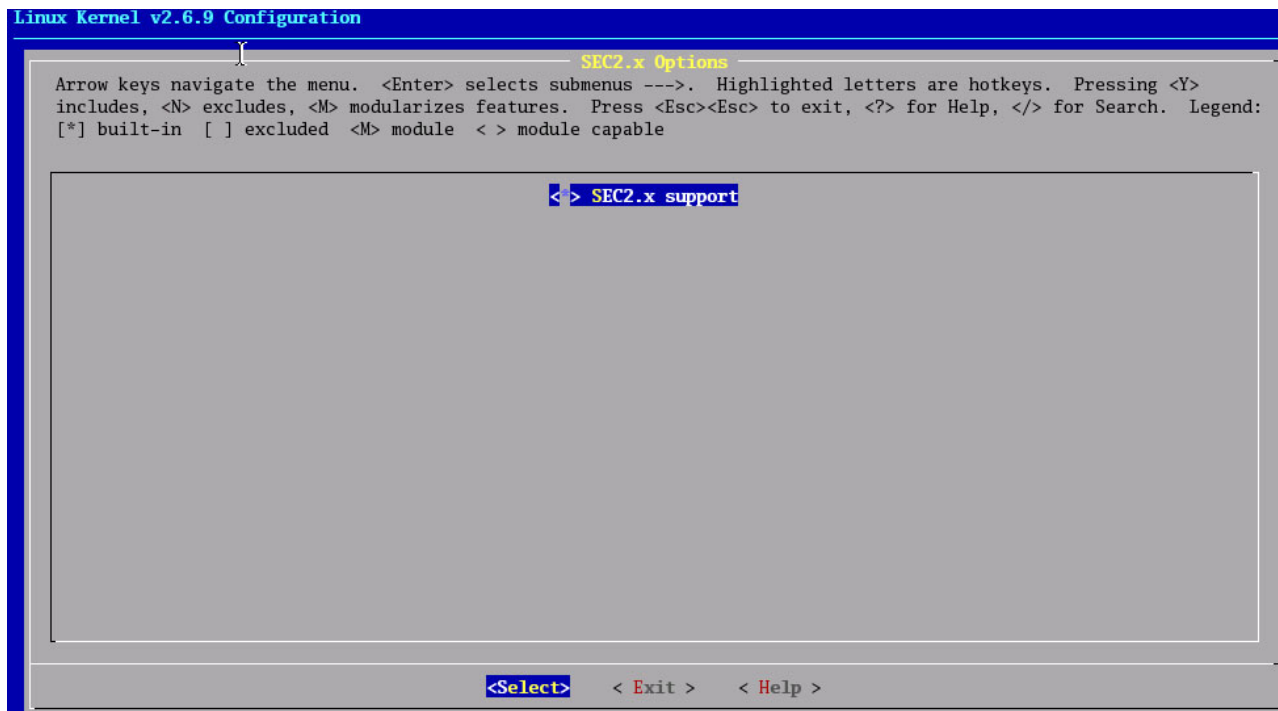 Linux Kernel v2.6.9 Configuration
SEC2.x Options
Arrow keys navigate the menu.  <Enter> selects submenus --->.  Highlighted letters are hotkeys.  Pressing <Y>
includes, <N> excludes, <M> modularizes features.  Press <Esc><Esc> to exit, <?> for Help, </> for Search.  Legend:
[*] built-in  [ ] excluded  <M> module  < > module capable
<*> SEC2.x support
<Select>    < Exit >    < Help >